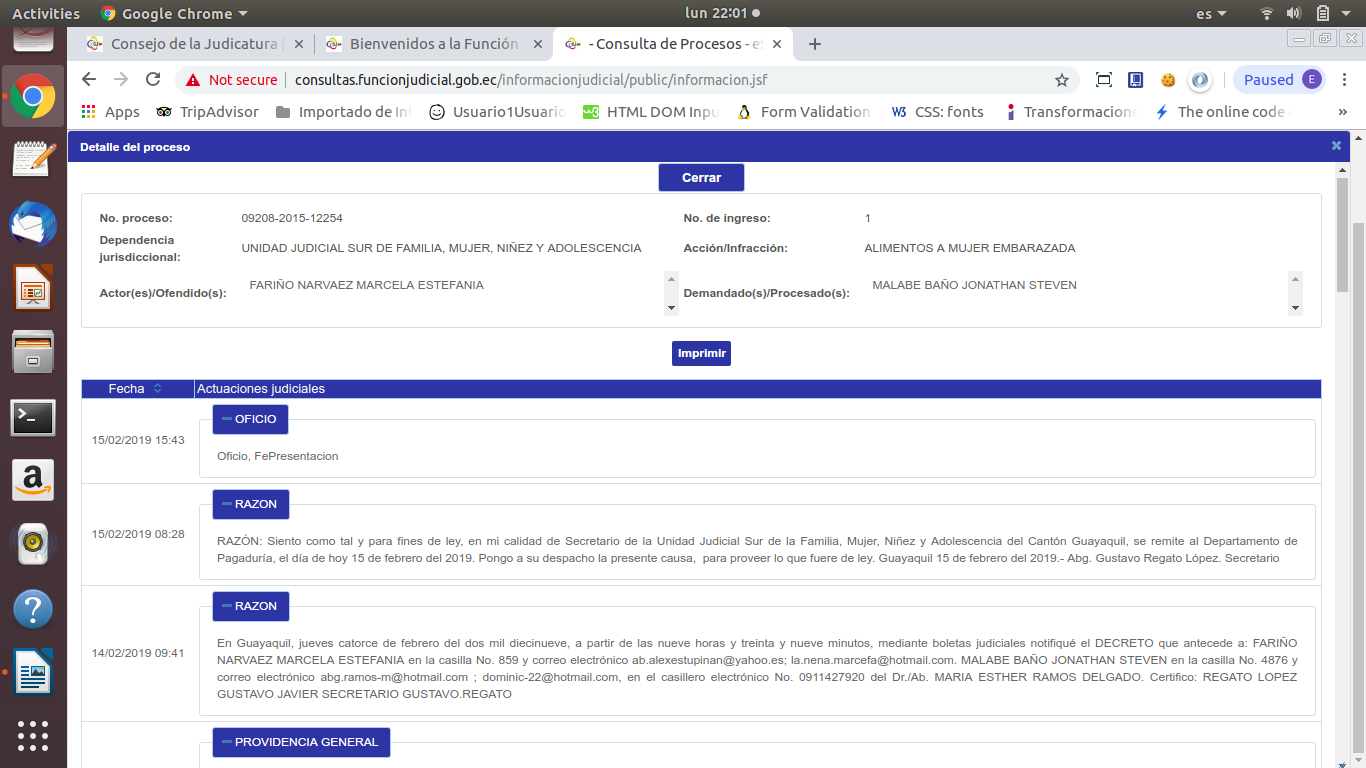 Activities
Google Chrome
lun 22:01
es
Consejo de la Judicatura
Bienvenidos a la Función
- Consulta de Procesos - e
Not secure
consultas.funcionjudicial.gob.ec/informacionjudicial/public/informacion.jsf
Paused
E
Apps
TripAdvisor
Importado de In
Usuario1Usuario
HTML DOM Inpu
Form Validation
W3 CSS: fonts
Transformacion
The online code
»
Detalle del proceso
Cerrar
No. proceso:
09208-2015-12254
No. de ingreso:
1
Dependencia
jurisdiccional:
UNIDAD JUDICIAL SUR DE FAMILIA, MUJER, NIÑEZ Y ADOLESCENCIA
Acción/Infracción:
ALIMENTOS A MUJER EMBARAZADA
Actor(es)/Ofendido(s):
FARIÑO NARVAEZ MARCELA ESTEFANIA
Demandado(s)/Procesado(s):
MALABE BAÑO JONATHAN STEVEN
Imprimir
Fecha
Actuaciones judiciales
15/02/2019 15:43
OFICIO
Oficio, FePresentacion
15/02/2019 08:28
RAZON
RAZÓN: Siento como tal y para fines de ley, en mi calidad de Secretario de la Unidad Judicial Sur de la Familia, Mujer, Niñez y Adolescencia del Cantón Guayaquil, se remite al Departamento de
Pagaduría, el día de hoy 15 de febrero del 2019. Pongo a su despacho la presente causa, para proveer lo que fuere de ley. Guayaquil 15 de febrero del 2019.- Abg. Gustavo Regato López. Secretario
14/02/2019 09:41
RAZON
En Guayaquil, jueves catorce de febrero del dos mil diecinueve, a partir de las nueve horas y treinta y nueve minutos, mediante boletas judiciales notifiqué el DECRETO que antecede a: FARIÑO
NARVAEZ MARCELA ESTEFANIA en la casilla No. 859 y correo electrónico ab.alexestupinan@yahoo.es; la.nena.marcefa@hotmail.com. MALABE BAÑO JONATHAN STEVEN en la casilla No. 4876 y
correo electrónico abg.ramos-m@hotmail.com ; dominic-22@hotmail.com, en el casillero electrónico No. 0911427920 del Dr./Ab. MARIA ESTHER RAMOS DELGADO. Certifico: REGATO LOPEZ
GUSTAVO JAVIER SECRETARIO GUSTAVO.REGATO
PROVIDENCIA GENERAL